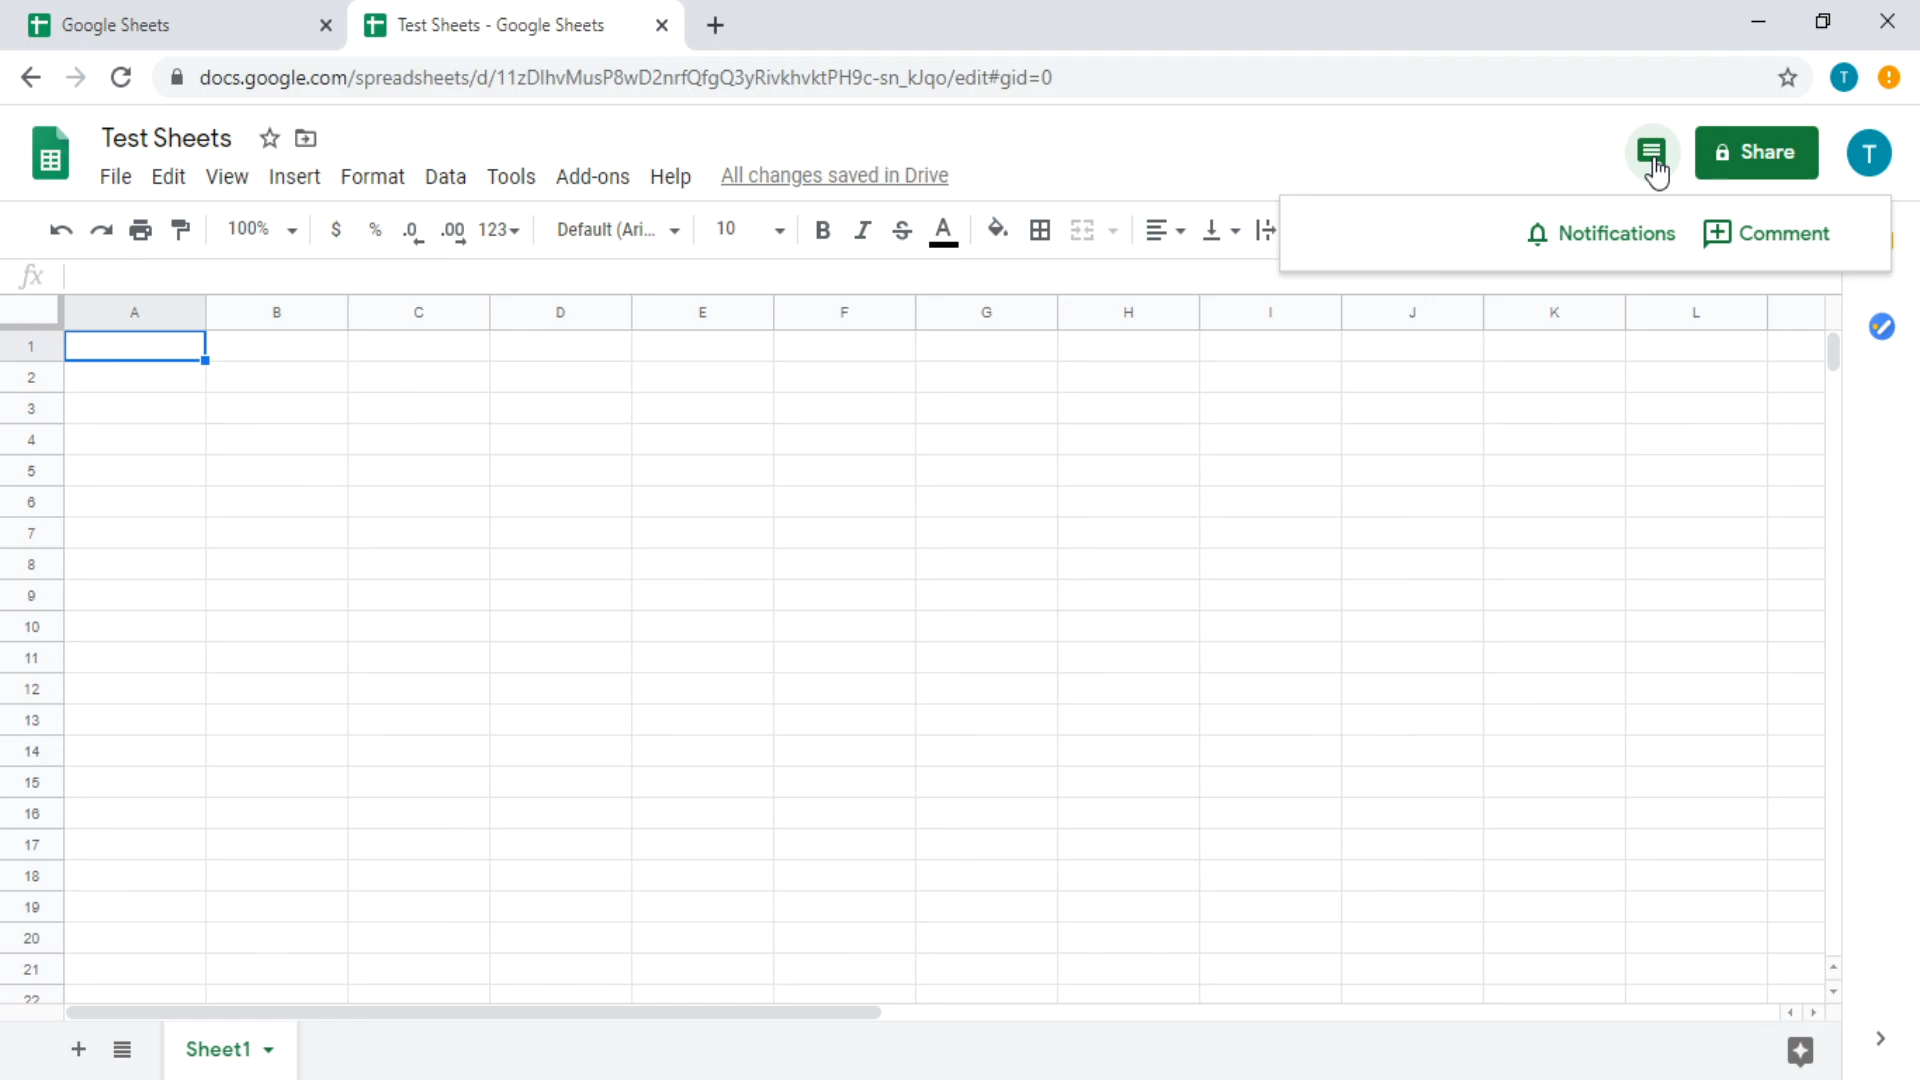 Google Sheets
Test Sheets - Google Sheets
docs.google.com/spreadsheets/d/11zDlhvMusP8wD2nrfQfgQ3yRivkhvktPH9c-sn_kJqo/edit#gid=0
T
Test Sheets
Share
T
File Edit View Insert Format Data Tools Add-ons Help All changes saved in Drive
100% $ % .0 .00 123 Default (Ari... 10 B I S A
Notifications Comment
fx
A B C D E F G H I J K L
1
2
3
4
5
6
7
8
9
10
11
12
13
14
15
16
17
18
19
20
21
22
Sheet1